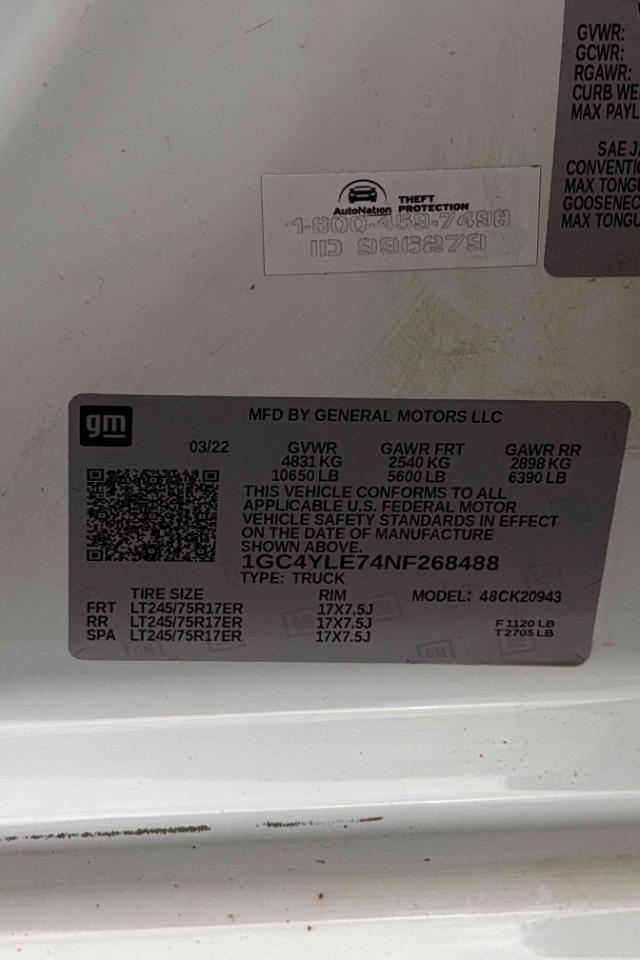 GVWR:
GCWR:
RGAWR:
CURB WE
MAX PAYL
SAE J2
CONVENTIO
MAX TONGU
GOOSENEC
MAX TONGU
AutoNation THEFT PROTECTION
1-800-459-7498
ID 996279
gm
MFD BY GENERAL MOTORS LLC
03/22 GVWR GAWR FRT GAWR RR
4831 KG 2540 KG 2898 KG
10650 LB 5600 LB 6390 LB
THIS VEHICLE CONFORMS TO ALL
APPLICABLE U.S. FEDERAL MOTOR
VEHICLE SAFETY STANDARDS IN EFFECT
ON THE DATE OF MANUFACTURE
SHOWN ABOVE.
1GC4YLE74NF268488
TYPE: TRUCK
TIRE SIZE RIM MODEL: 48CK20943
FRT LT245/75R17ER 17X7.5J
RR LT245/75R17ER 17X7.5J F 1120 LB
SPA LT245/75R17ER 17X7.5J T 2705 LB